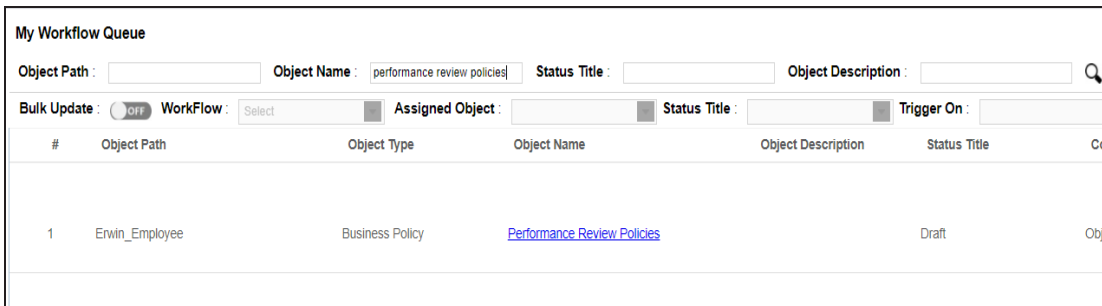 My Workflow Queue
Object Path : Object Name : performance review policies Status Title : Object Description :
Bulk Update : OFF WorkFlow : Select Assigned Object : Status Title : Trigger On :
# Object Path Object Type Object Name Object Description Status Title
1 Erwin_Employee Business Policy Performance Review Policies Draft